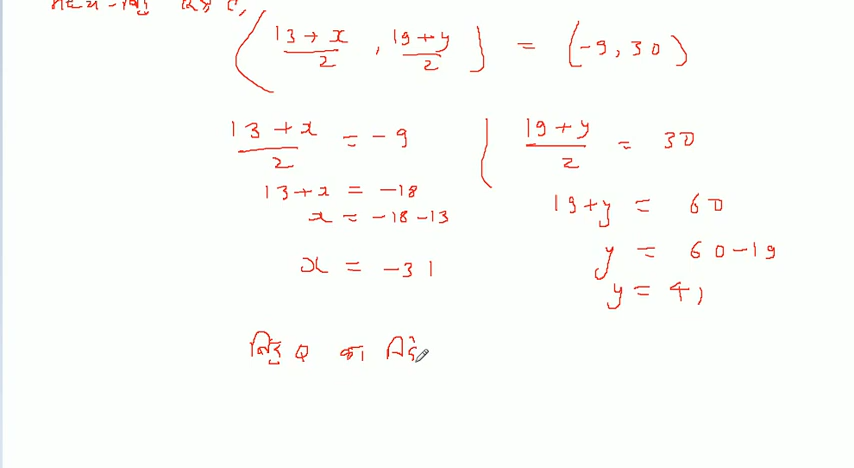 मध्य-बिंदु
(13+x/2, 19+y/2) = (-9, 30)
13+x/2 = -9 | 19+y/2 = 30
13+x = -18
x = -18-13
19+y = 60
x = -31
y = 60-19
y = 41
बिंदु Q का निर्दे